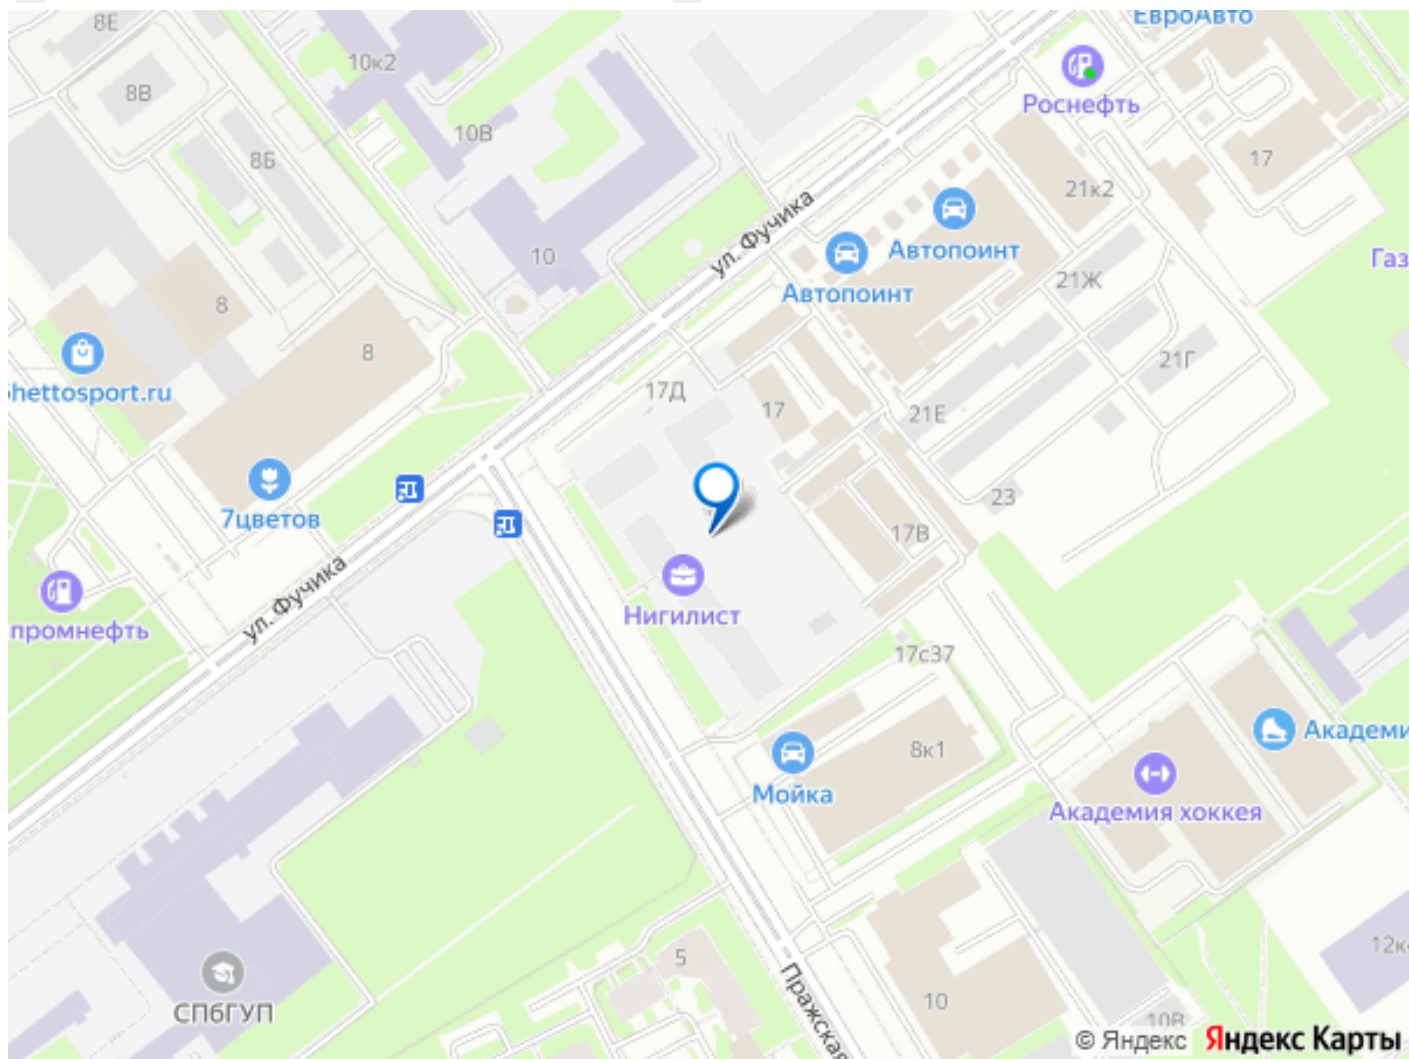 8Е
ЕвроАвто
10к2
8В
Роснефть
10В
8Б
17
21к2
ул. Фучика
Автопоинт
10
Газ
21Ж
Автопоинт
8
8
21Г
hettosport.ru
17Д
17
21Е
23
7цветов
17В
ул. Фучика
Нигилист
промнефть
17с37
Академи
8к1
Мойка
Академия хоккея
12к
5
СПбГУП
Пражская
10
10В
© Яндекс Яндекс Карты